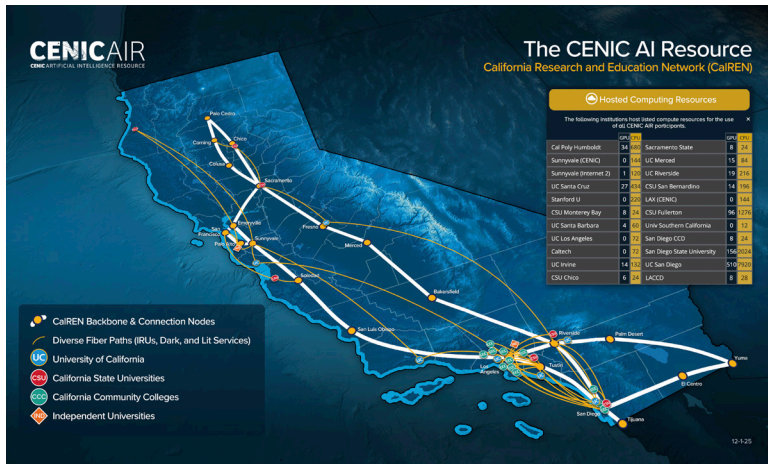 CENIC AIR
CENIC ARTIFICIAL INTELLIGENCE RESOURCE
The CENIC AI Resource
California Research and Education Network (CalREN)
Hosted Computing Resources
The following institutions host listed compute resources for the use
of all CENIC AIR participants.
×
GPU CPU GPU CPU
Cal Poly Humboldt 34 680 Sacramento State 8 24
Sunnyvale (CENIC) 0 144 UC Merced 15 84
Sunnyvale (Internet 2) 1 120 UC Riverside 19 216
UC Santa Cruz 27 434 CSU San Bernardino 14 196
Stanford U 0 220 LAX (CENIC) 0 144
CSU Monterey Bay 8 24 CSU Fullerton 96 1276
UC Santa Barbara 4 60 Univ Southern California 0 12
UC Los Angeles 0 72 San Diego CCD 8 24
Caltech 0 72 San Diego State University 156 2024
UC Irvine 14 132 UC San Diego 510 7920
CSU Chico 6 24 LACCD 8 28
Palo Cedro
Chico
Corning
Colusa
Sacramento
Emeryville
San
Francisco
Palo Alto
Sunnyvale
Fresno
Merced
Soledad
Bakersfield
San Luis Obispo
Los
Angeles
Riverside
Tustin
Palm Desert
Yuma
El Centro
San Diego
Tijuana
CalREN Backbone & Connection Nodes
Diverse Fiber Paths (IRUs, Dark, and Lit Services)
UC University of California
CSU California State Universities
CCC California Community Colleges
IND Independent Universities
12-1-25